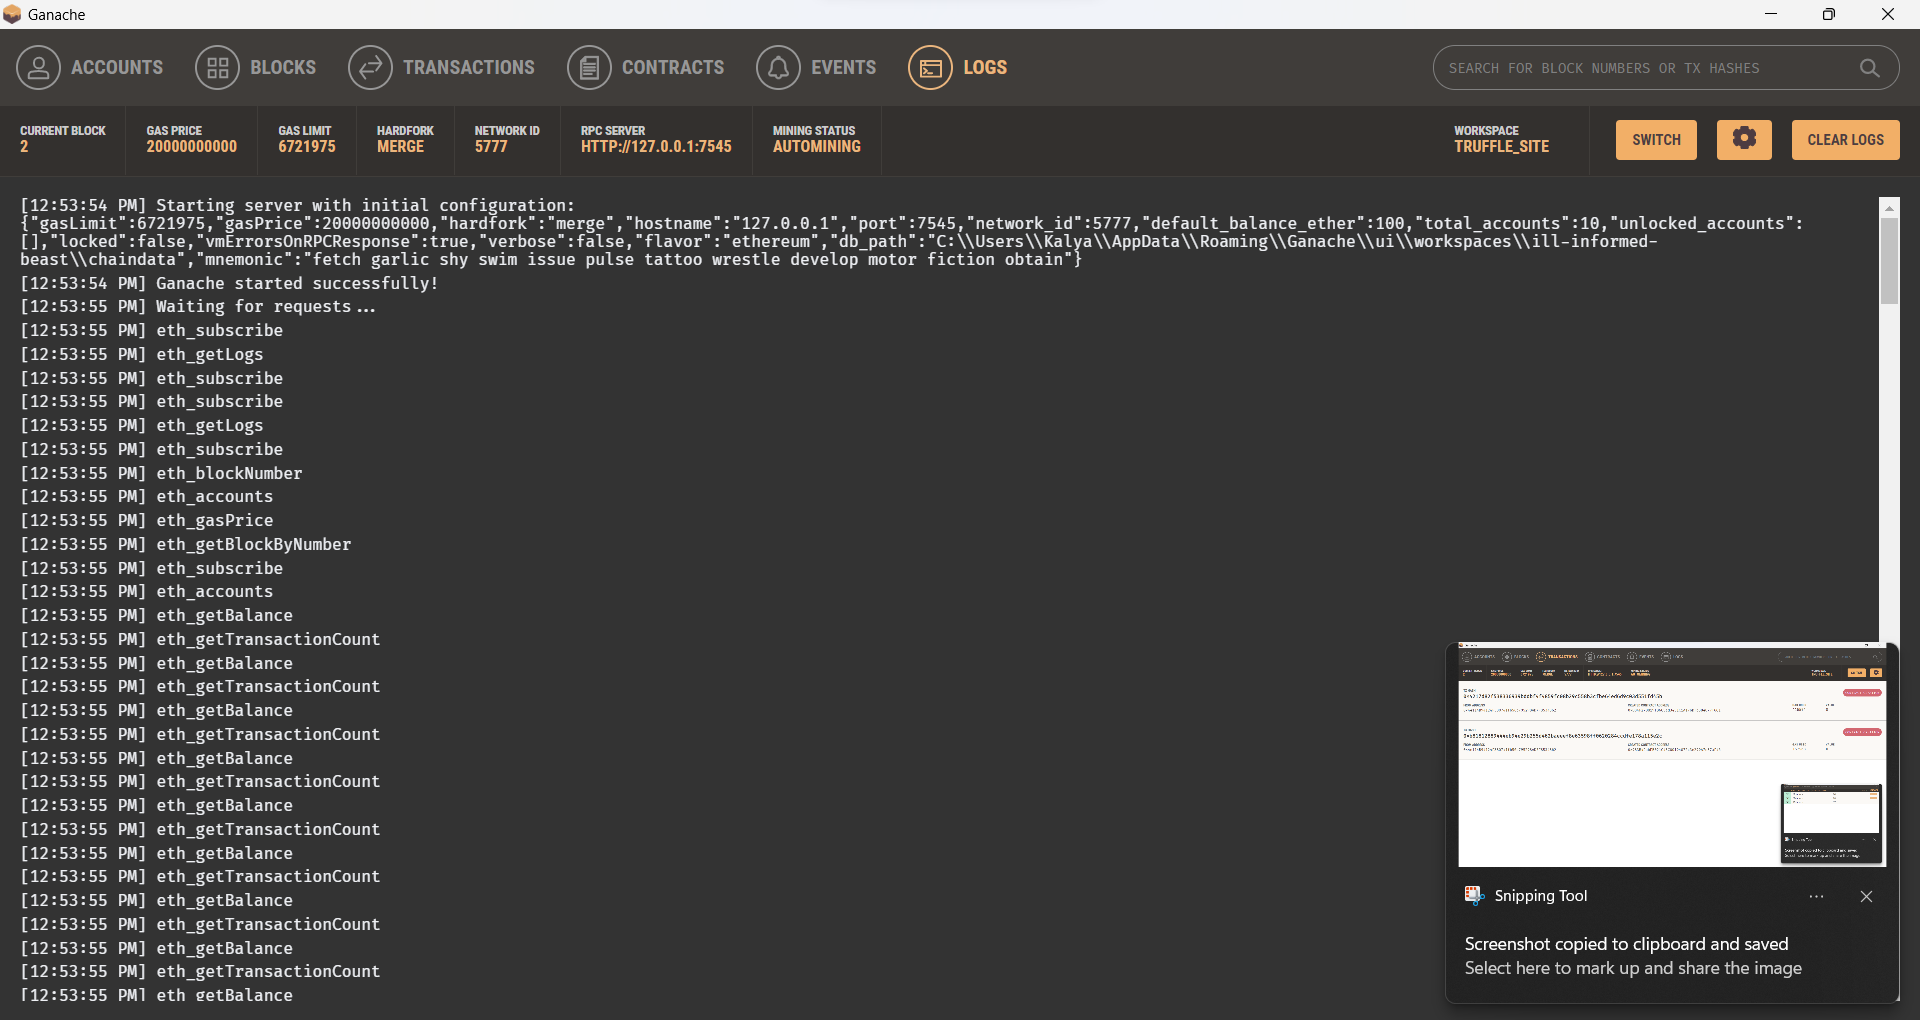 Ganache
ACCOUNTS BLOCKS TRANSACTIONS CONTRACTS EVENTS LOGS SEARCH FOR BLOCK NUMBERS OR TX HASHES
CURRENT BLOCK GAS PRICE GAS LIMIT HARDFORK NETWORK ID RPC SERVER MINING STATUS WORKSPACE
2 20000000000 6721975 MERGE 5777 HTTP://127.0.0.1:7545 AUTOMINING TRUFFLE_SITE SWITCH CLEAR LOGS
[12:53:54 PM] Starting server with initial configuration:
{"gasLimit":6721975,"gasPrice":20000000000,"hardfork":"merge","hostname":"127.0.0.1","port":7545,"network_id":5777,"default_balance_ether":100,"total_accounts":10,"unlocked_accounts":
[],"locked":false,"vmErrorsOnRPCResponse":true,"verbose":false,"flavor":"ethereum","db_path":"C:\\Users\\Kalya\\AppData\\Roaming\\Ganache\\ui\\workspaces\\ill-informed-
beast\\chaindata","mnemonic":"fetch garlic shy swim issue pulse tattoo wrestle develop motor fiction obtain"}
[12:53:54 PM] Ganache started successfully!
[12:53:55 PM] Waiting for requests...
[12:53:55 PM] eth_subscribe
[12:53:55 PM] eth_getLogs
[12:53:55 PM] eth_subscribe
[12:53:55 PM] eth_subscribe
[12:53:55 PM] eth_getLogs
[12:53:55 PM] eth_subscribe
[12:53:55 PM] eth_blockNumber
[12:53:55 PM] eth_accounts
[12:53:55 PM] eth_gasPrice
[12:53:55 PM] eth_getBlockByNumber
[12:53:55 PM] eth_subscribe
[12:53:55 PM] eth_accounts
[12:53:55 PM] eth_getBalance
[12:53:55 PM] eth_getTransactionCount
[12:53:55 PM] eth_getBalance
[12:53:55 PM] eth_getTransactionCount
[12:53:55 PM] eth_getBalance
[12:53:55 PM] eth_getTransactionCount
[12:53:55 PM] eth_getBalance
[12:53:55 PM] eth_getTransactionCount
[12:53:55 PM] eth_getBalance
[12:53:55 PM] eth_getTransactionCount
[12:53:55 PM] eth_getBalance
[12:53:55 PM] eth_getTransactionCount
[12:53:55 PM] eth_getBalance
[12:53:55 PM] eth_getTransactionCount
[12:53:55 PM] eth_getBalance
[12:53:55 PM] eth_getTransactionCount
[12:53:55 PM] eth_getBalance
Snipping Tool
Screenshot copied to clipboard and saved
Select here to mark up and share the image